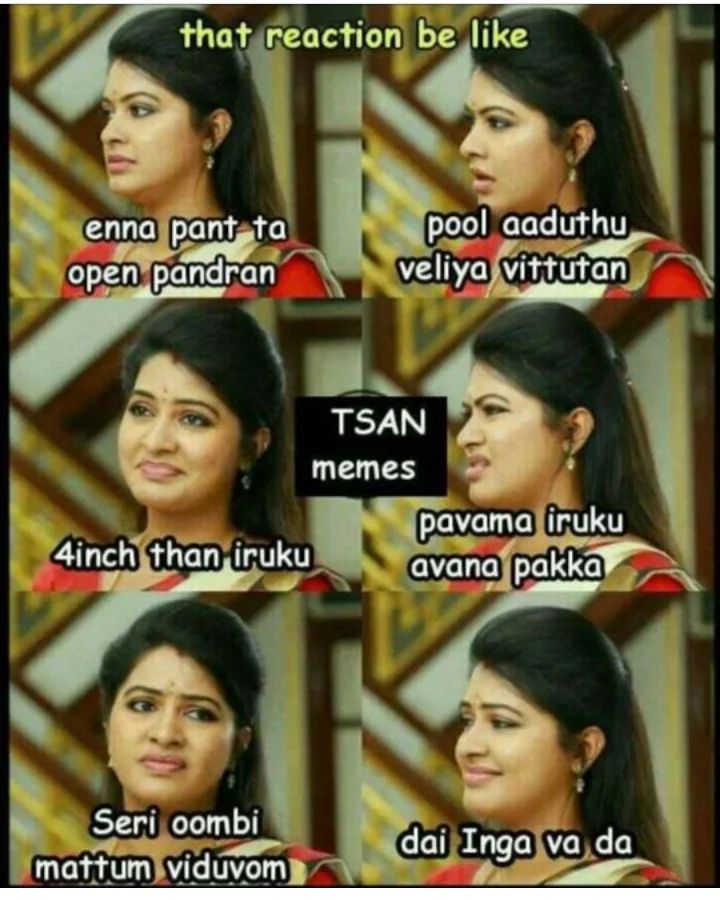 that reaction be like
enna pant ta
open pandran
pool aaduthu
veliya vittutan
TSAN
memes
4inch than iruku
pavama iruku
avana pakka
Seri oombi
mattum viduvom
dai Inga va da